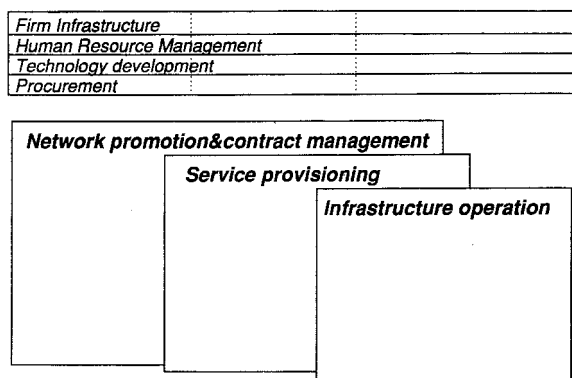 Firm Infrastructure
Human Resource Management
Technology development
Procurement
Network promotion&contract management
Service provisioning
Infrastructure operation